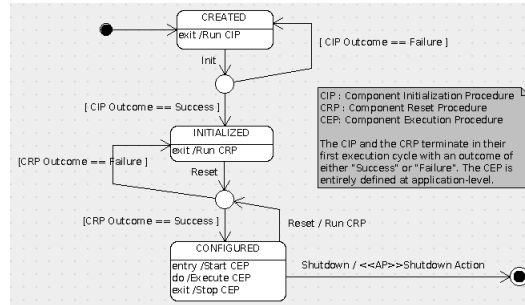 CREATED
exit /Run CIP
[ CIP Outcome == Failure ]
Init
[ CIP Outcome == Success ]
CIP : Component Initialization Procedure
CRP : Component Reset Procedure
CEP: Component Execution Procedure
The CIP and the CRP terminate in their
first execution cycle with an outcome of
either "Success" or "Failure". The CEP is
entirely defined at application-level.
INITIALIZED
exit /Run CRP
[CRP Outcome == Failure ]
Reset
[CRP Outcome == Success ]
Reset / Run CRP
CONFIGURED
entry /Start CEP
do /Execute CEP
exit /Stop CEP
Shutdown / <<AP>>Shutdown Action